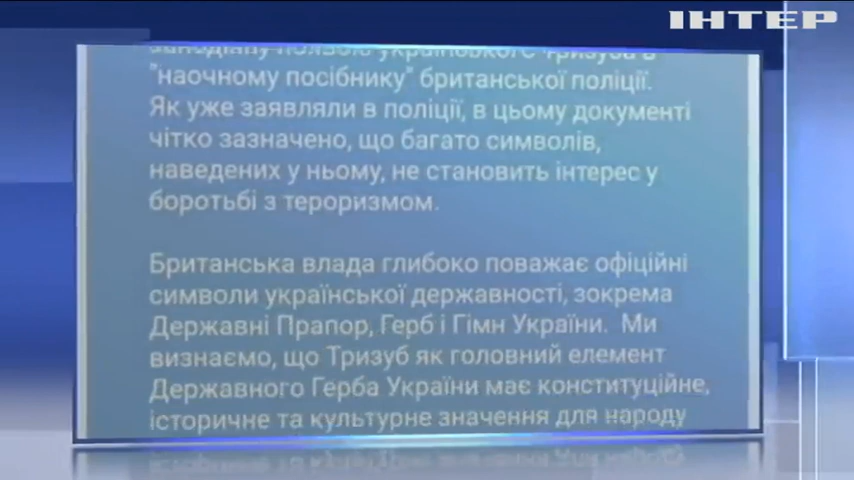 ІНТЕР
українського Тризуба в
"наочному посібнику" британської поліції.
Як уже заявляли в поліції, в цьому документі
чітко зазначено, що багато символів,
наведених у ньому, не становить інтерес у
боротьбі з тероризмом.
Британська влада глибоко поважає офіційні
символи української державності, зокрема
Державні Прапор, Герб і Гімн України. Ми
визнаємо, що Тризуб як головний елемент
Державного Герба України має конституційне,
історичне та культурне значення для народу